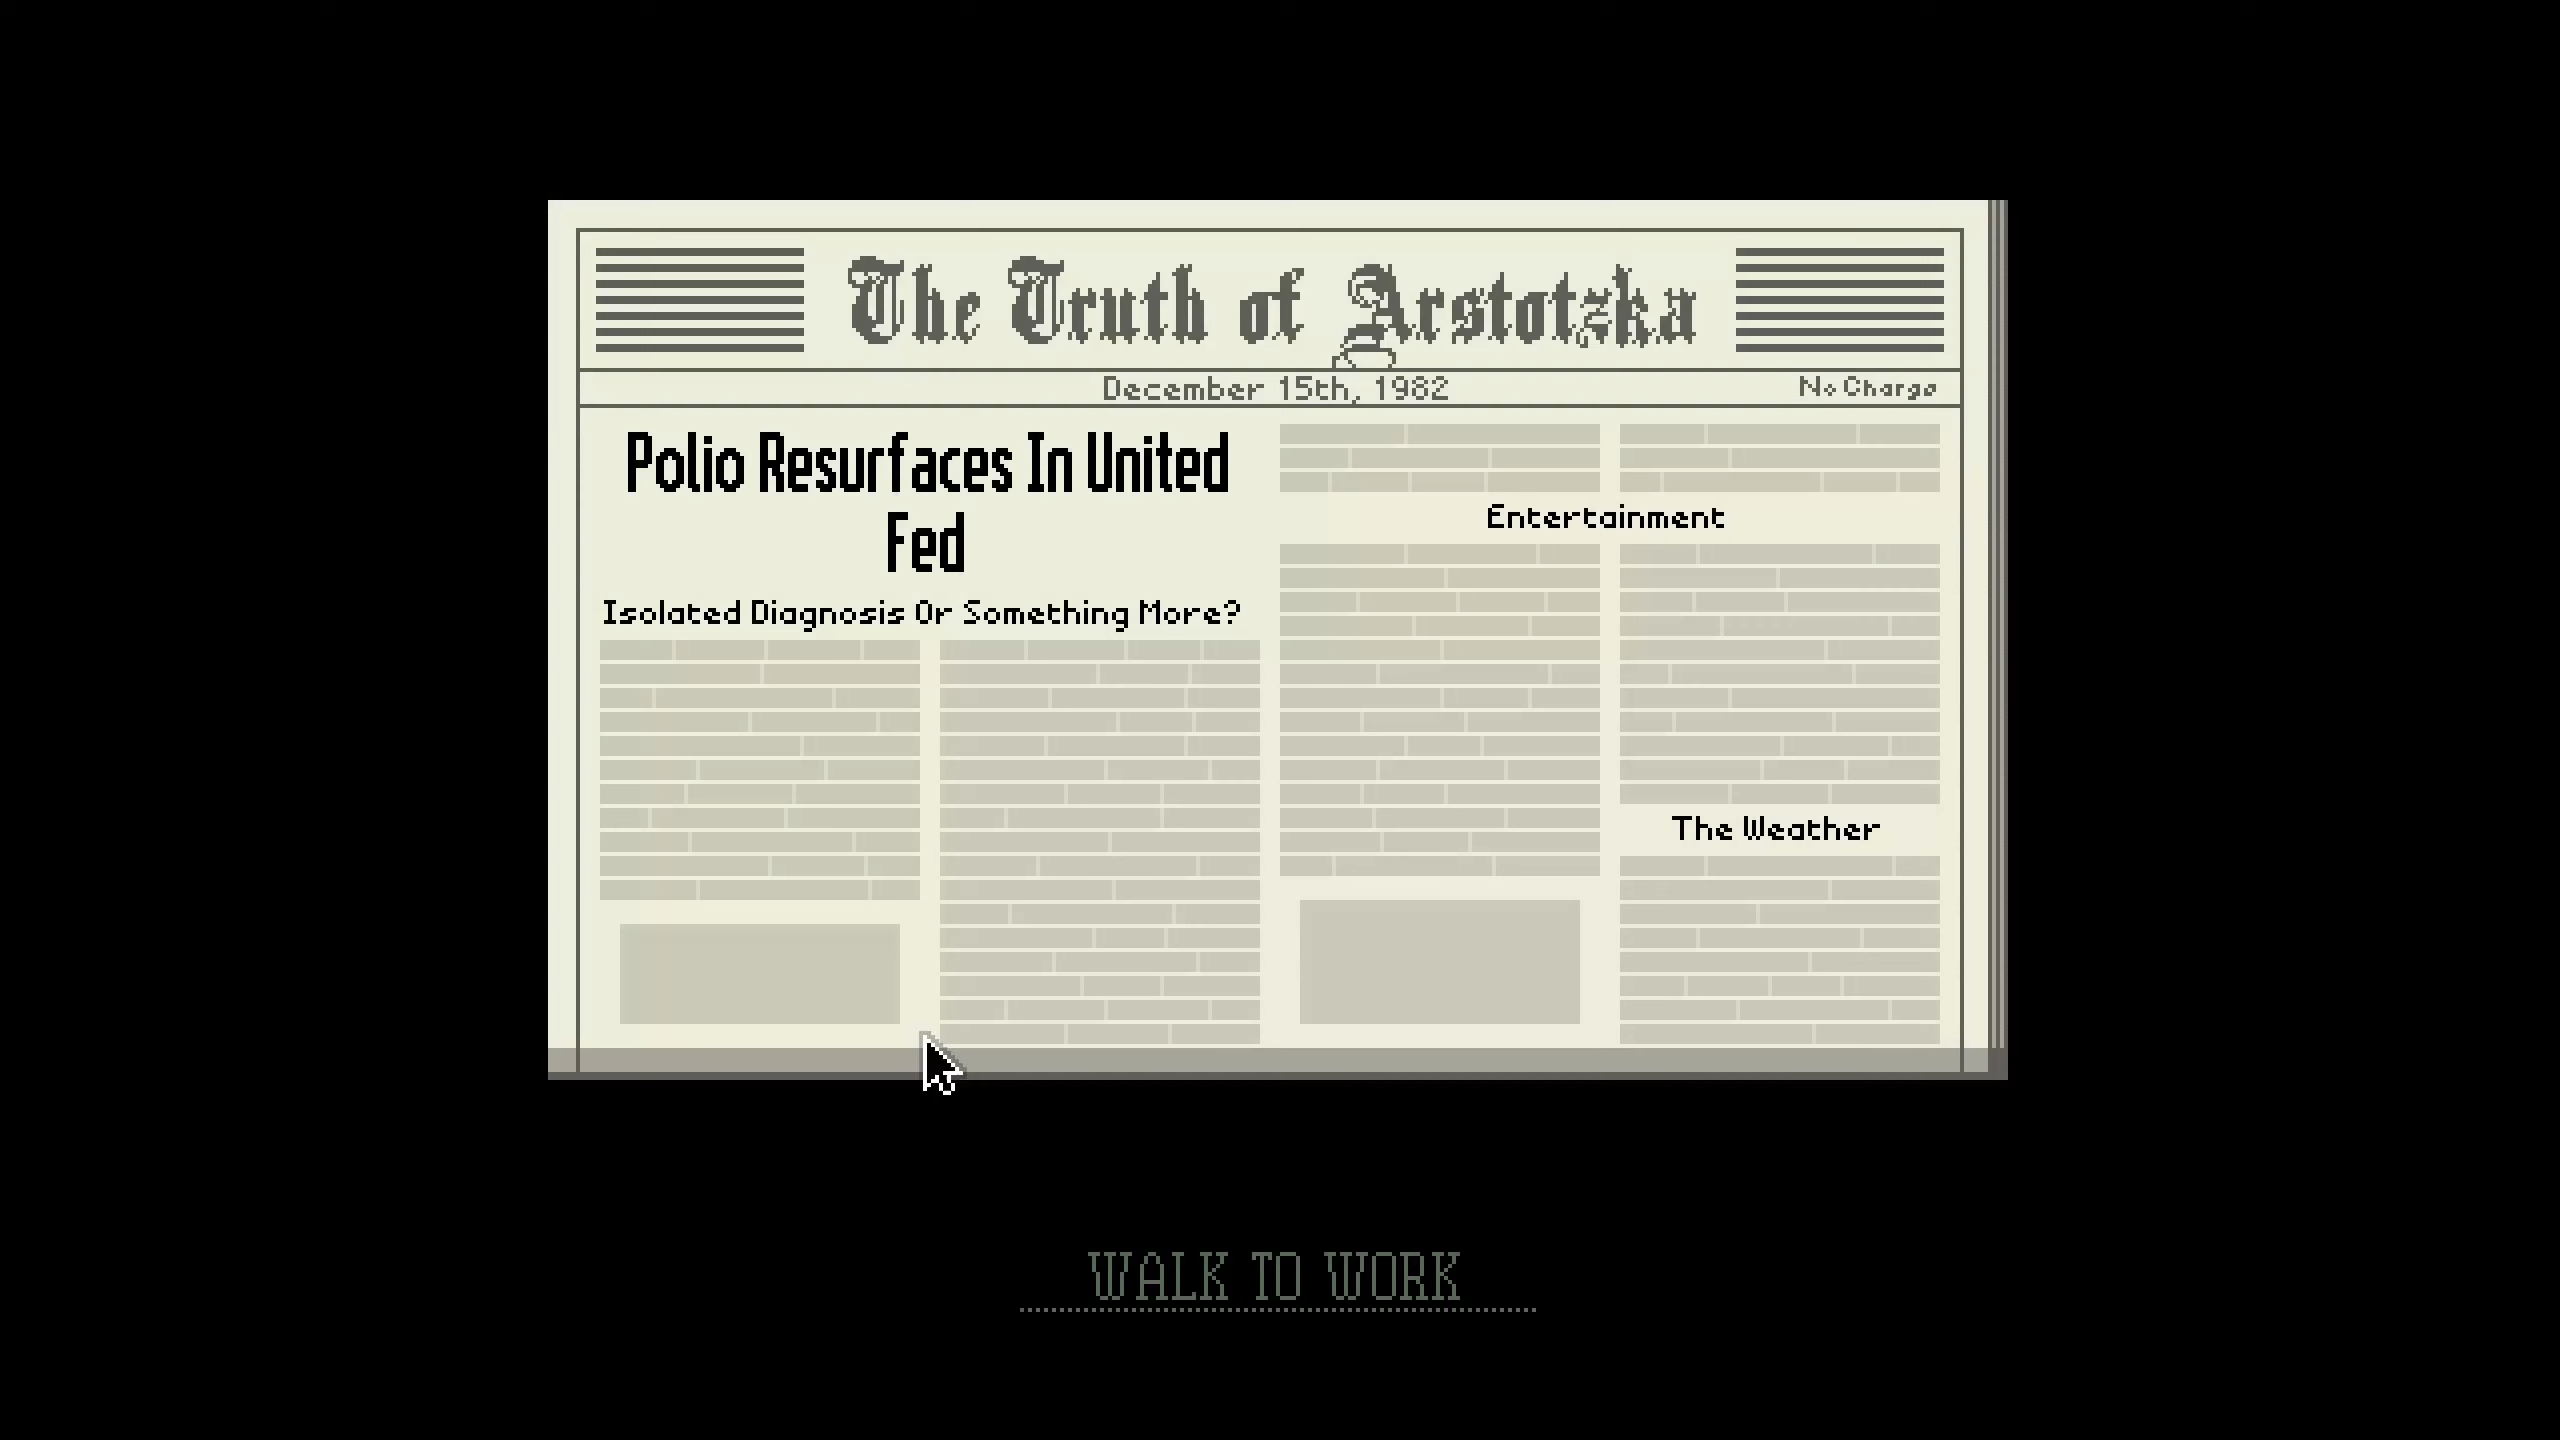 The Truth of Arstotzka
December 15th, 1982
No Charge
Polio Resurfaces In United
Fed
Isolated Diagnosis Or Something More?
Entertainment
The Weather
WALK TO WORK